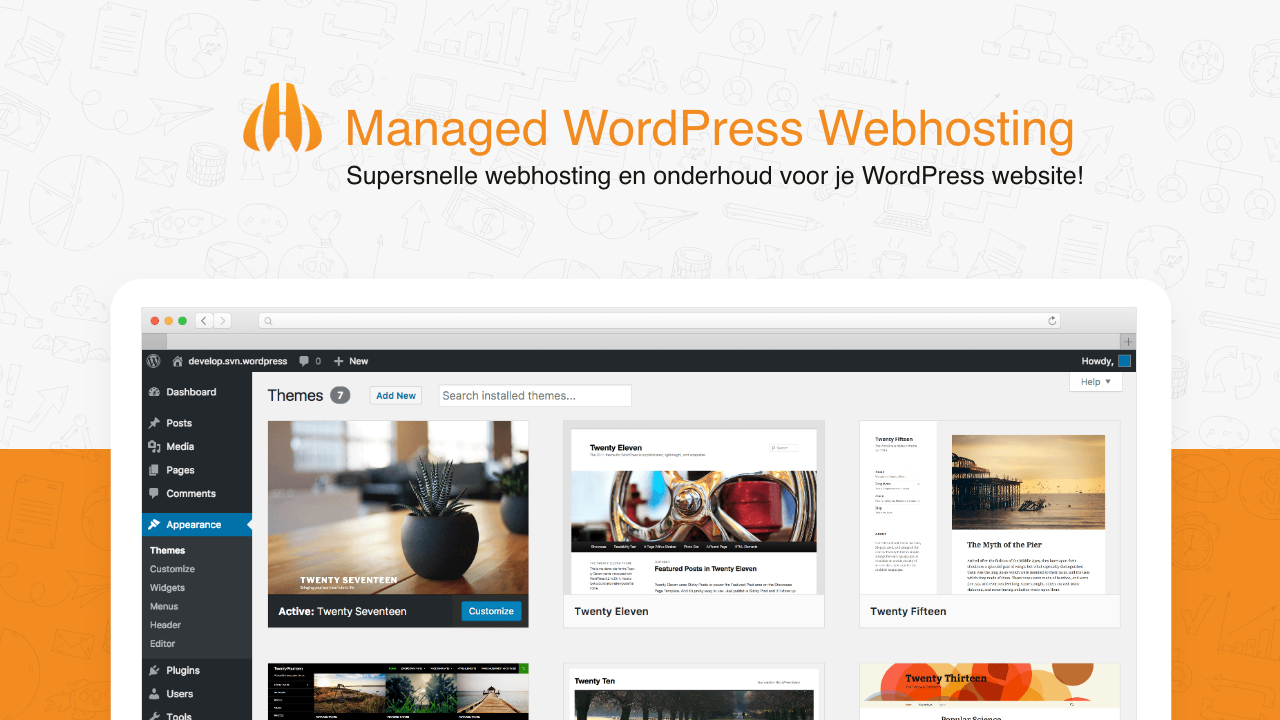 Managed WordPress Webhosting
Supersnelle webhosting en onderhoud voor je WordPress website!
develop.svn.wordpress 0 New Howdy,
Dashboard
Posts
Media
Pages
Comments
Appearance
Themes
Customize
Widgets
Menus
Header
Editor
Plugins
Users
Tools
Help
Themes 7 Add New Search installed themes...
TWENTY SEVENTEEN
Active: Twenty Seventeen Customize
Twenty Eleven
Featured Posts in Twenty Eleven
Twenty Eleven
Twenty Fifteen
ABOUT
The Myth of the Pier
Twenty Fifteen
Twenty Fourteen
Twenty Ten
Twenty Thirteen
Popular Science